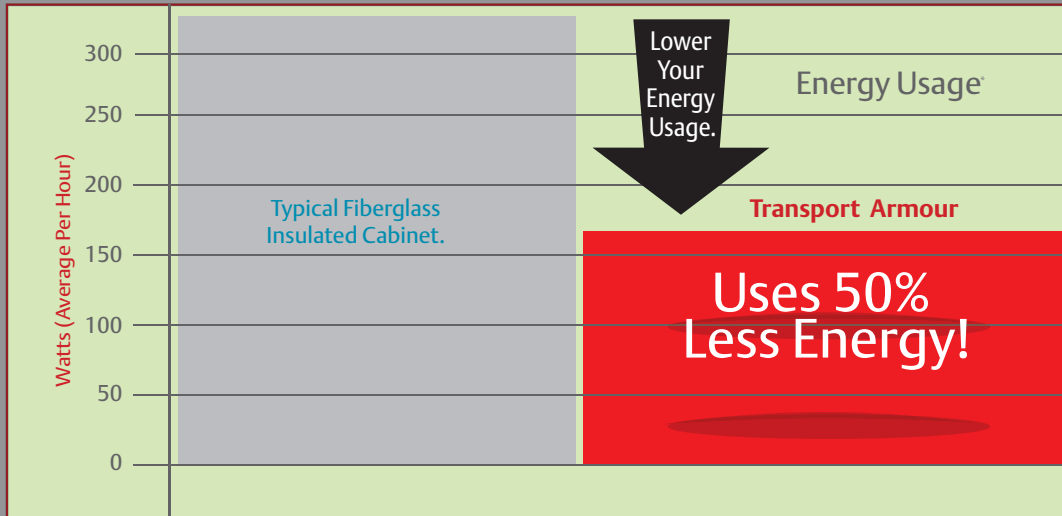 Lower
Your
Energy
Usage.
Energy Usage°
300
250
200
150
100
50
0
Watts (Average Per Hour)
Typical Fiberglass
Insulated Cabinet.
Transport Armour
Uses 50%
Less Energy!